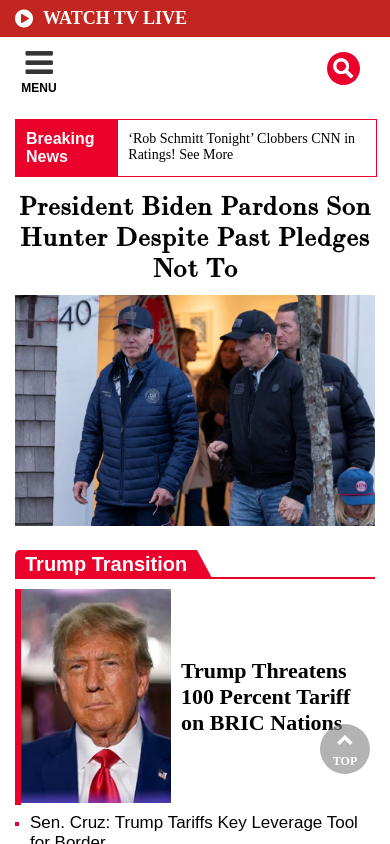 WATCH TV LIVE
MENU
Breaking
News
‘Rob Schmitt Tonight’ Clobbers CNN in
Ratings! See More
President Biden Pardons Son
Hunter Despite Past Pledges
Not To
40
Trump Transition
Trump Threatens
100 Percent Tariff
on BRIC Nations
TOP
Sen. Cruz: Trump Tariffs Key Leverage Tool
for Border